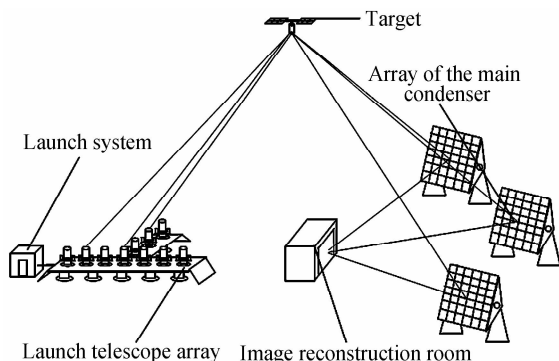 Target
Array of the main
condenser
Launch system
Launch telescope array
Image reconstruction room